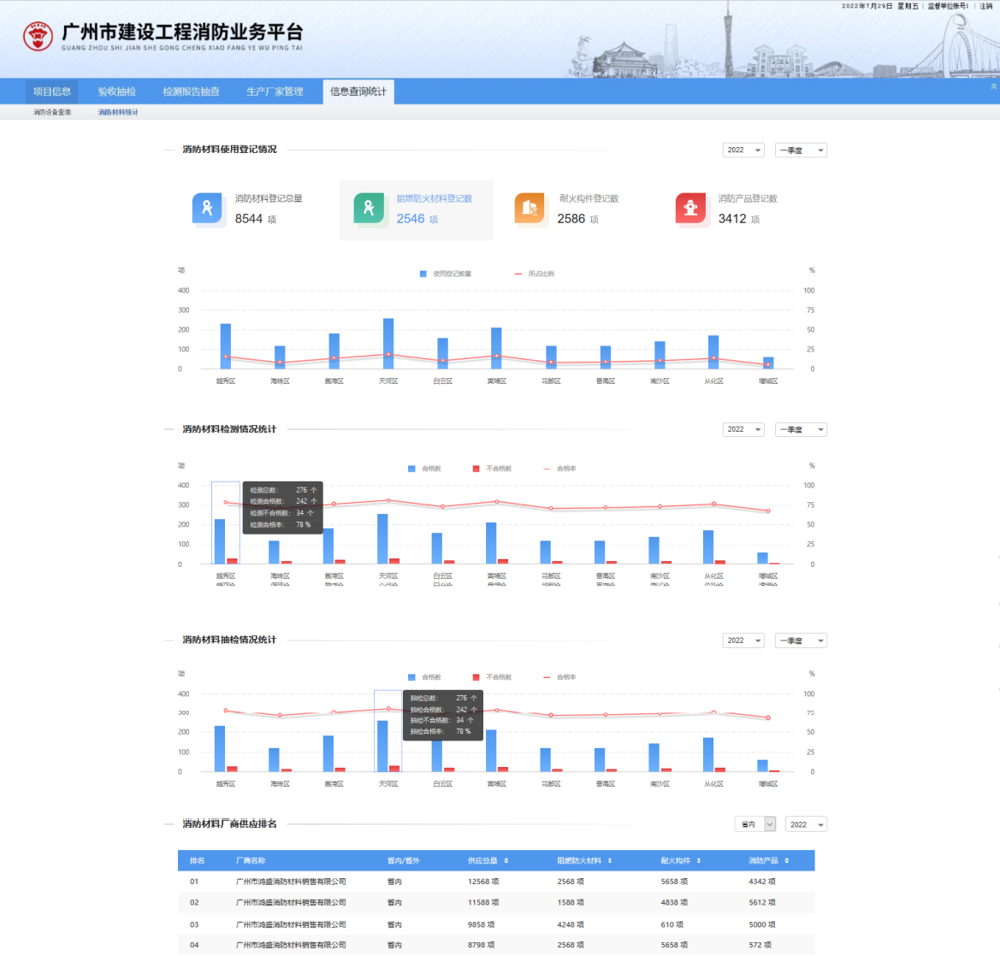 2022年7月29日 星期五 | 监督单位账号1 | 注销
广州市建设工程消防业务平台
GUANG ZHOU SHI JIAN SHE GONG CHENG XIAO FANG YE WU PING TAI
项目信息 验收抽检 检测报告抽查 生产厂家管理 信息查询统计
消防设备查询 消防材料统计
消防材料使用登记情况 2022 一季度
消防材料登记总量 阻燃防火材料登记数 耐火构件登记数 消防产品登记数
8544 项 2546 项 2586 项 3412 项
项 使用登记数量 所占比例 %
400 100
300 75
200 50
100 25
0 0
越秀区 海珠区 荔湾区 天河区 白云区 黄埔区 花都区 番禺区 南沙区 从化区 增城区
消防材料检测情况统计 2022 一季度
项 合格数 不合格数 合格率 %
400 100
检测总数: 276 个
检测合格数: 242 个
300 75
检测不合格数: 34 个
检测合格率: 78 %
200 50
100 25
0 0
越秀区 海珠区 荔湾区 天河区 白云区 黄埔区 花都区 番禺区 南沙区 从化区 增城区
消防材料抽检情况统计 2022 一季度
项 合格数 不合格数 合格率 %
400 100
抽检总数: 276 个
抽检合格数: 242 个
300 75
抽检不合格数: 34 个
抽检合格率: 78 %
200 50
100 25
0 0
越秀区 海珠区 荔湾区 天河区 白云区 黄埔区 花都区 番禺区 南沙区 从化区 增城区
消防材料厂商供应排名 省内 2022
排名 厂商名称 省内/省外 供应总量 阻燃防火材料 耐火构件 消防产品
01 广州市鸿盛消防材料销售有限公司 省内 12568 项 2568 项 5658 项 4342 项
02 广州市鸿盛消防材料销售有限公司 省内 11588 项 1588 项 4838 项 5612 项
03 广州市鸿盛消防材料销售有限公司 省内 9858 项 4248 项 610 项 5000 项
04 广州市鸿盛消防材料销售有限公司 省内 8798 项 2568 项 5658 项 572 项